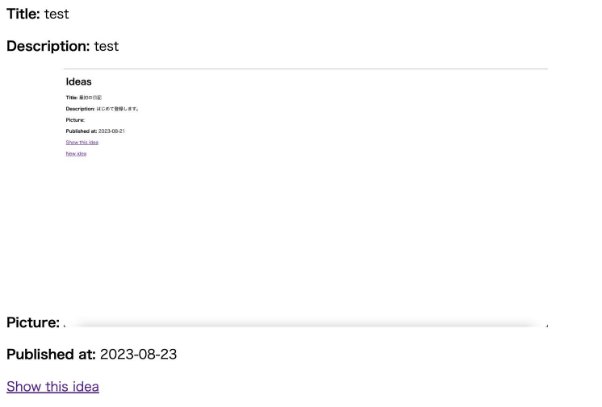 Title: test
Description: test
Ideas
Title: 最初の日記
Description: はじめて登録します。
Picture:
Published at: 2023-08-21
Show this idea
New idea
Picture:
Published at: 2023-08-23
Show this idea